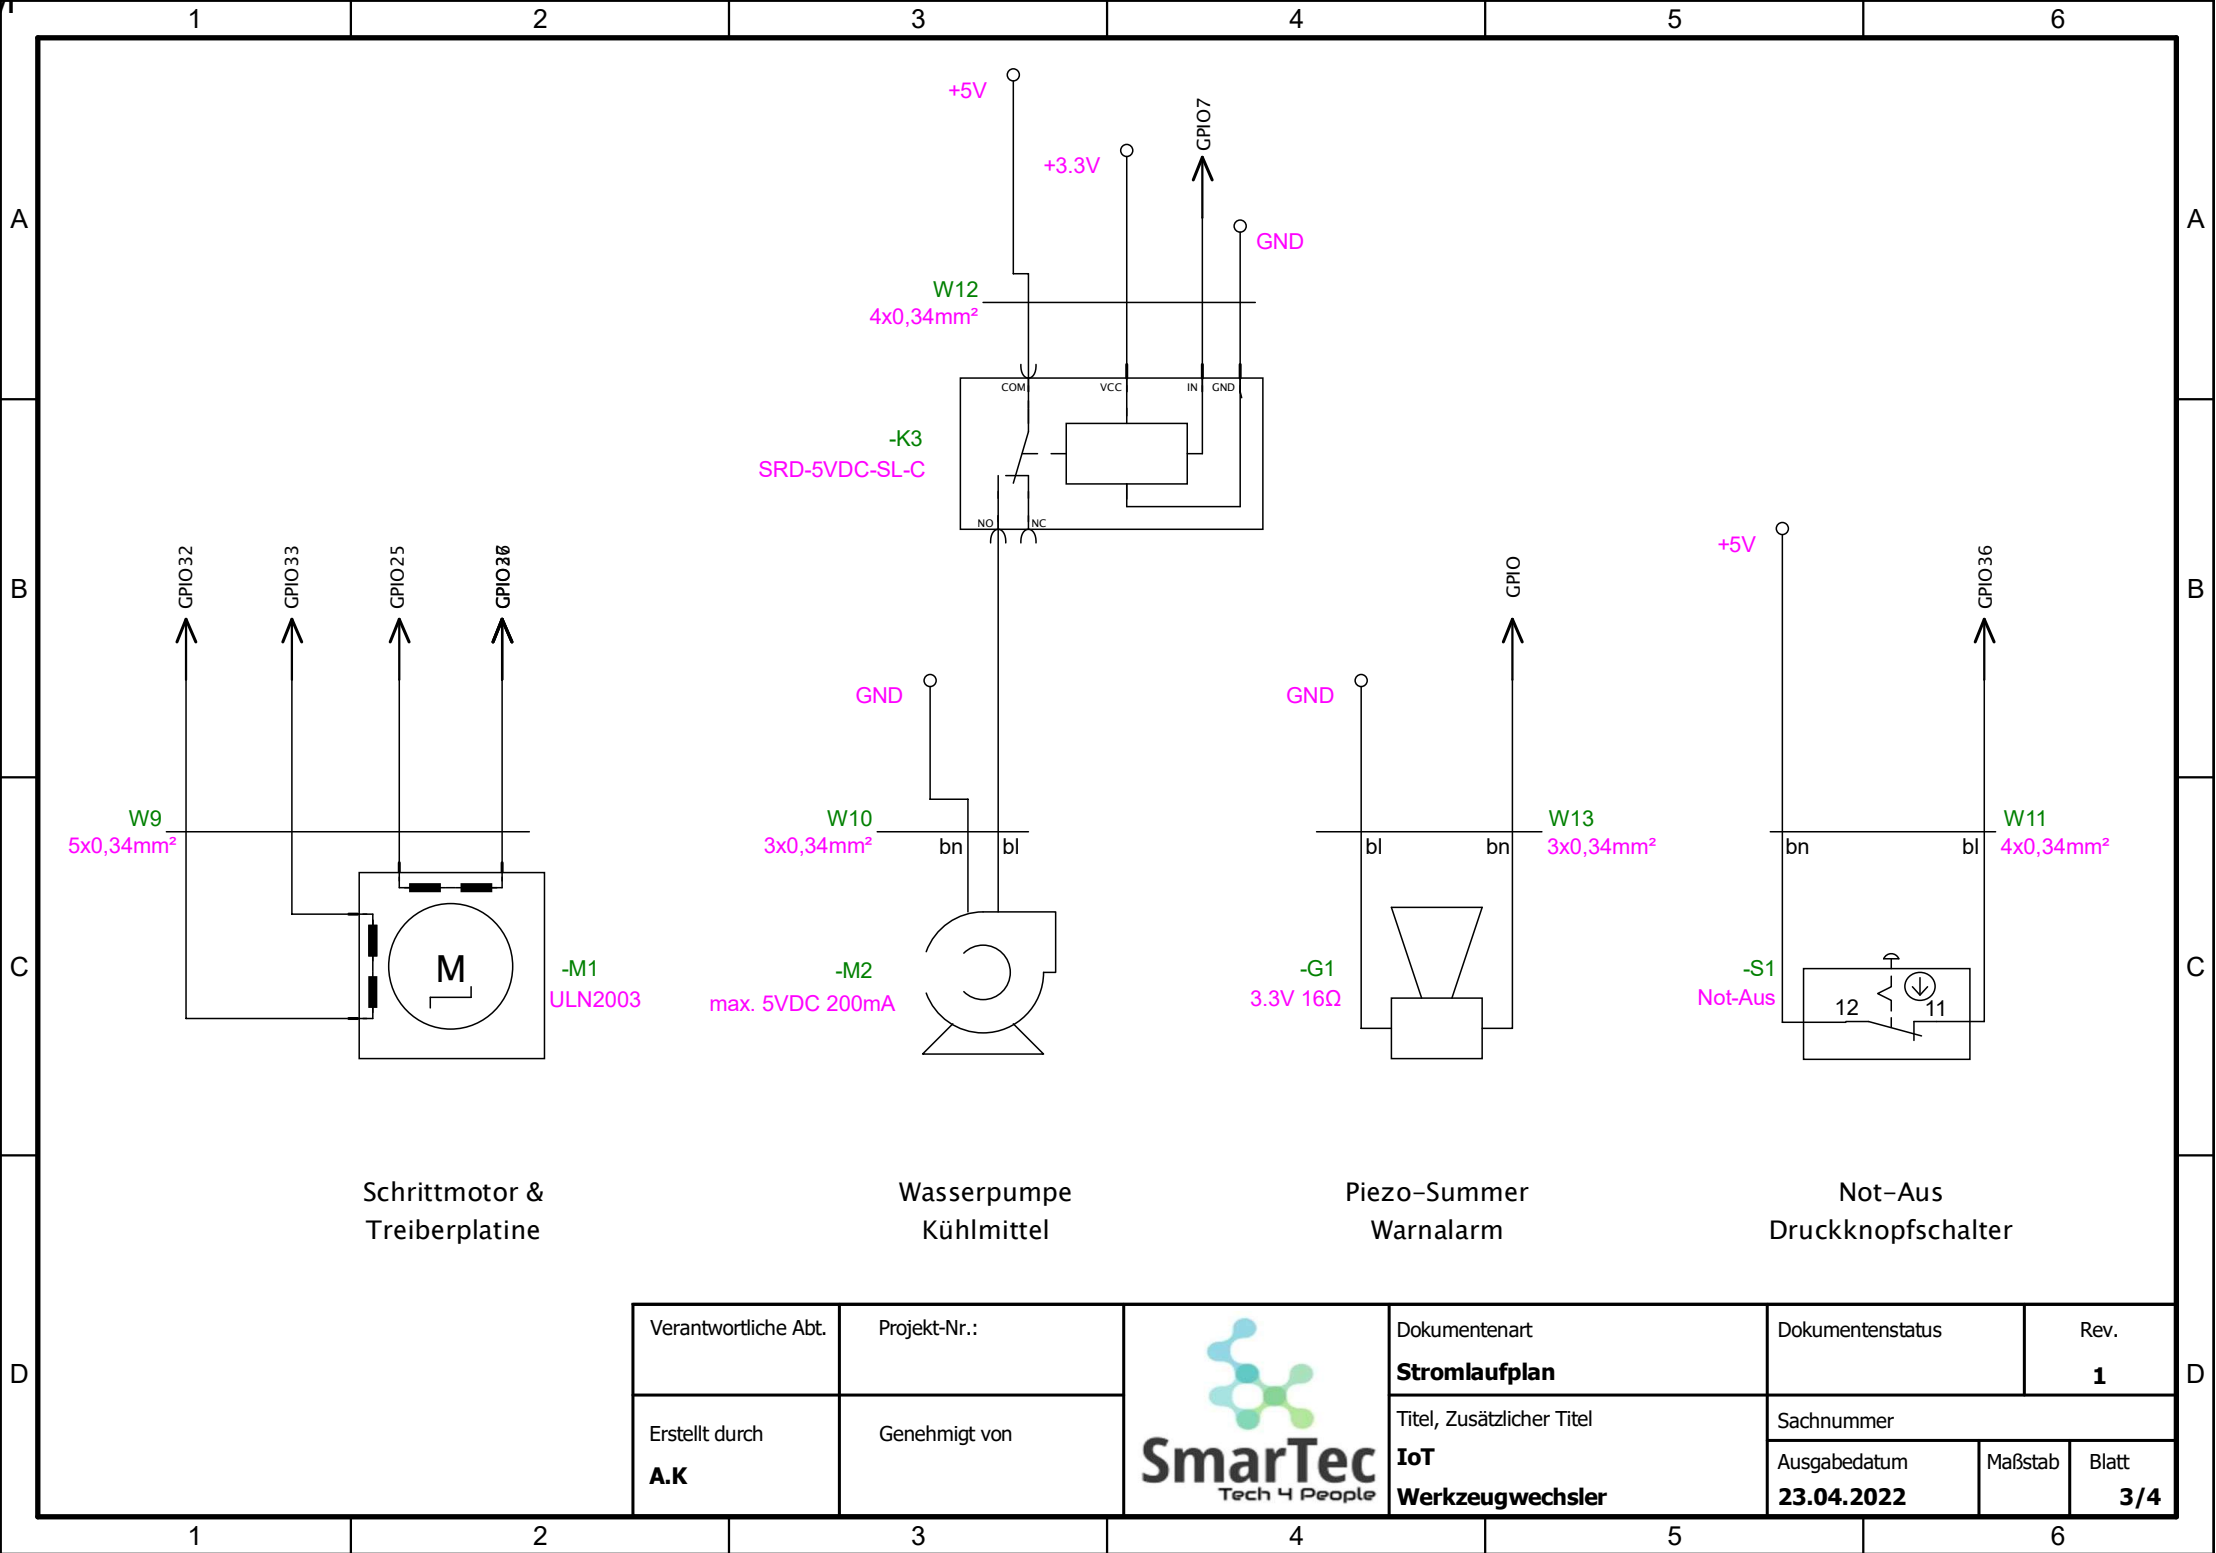 1 2 3 4 5 6
A A
B B
C C
D D
+5V
+3.3V
GPIO7
GND
W12
4x0,34mm²
COM VCC IN GND
-K3
SRD-5VDC-SL-C
NO NC
GPIO32
GPIO33
GPIO25
W9
5x0,34mm²
M
-M1
ULN2003
Schrittmotor &
Treiberplatine
GND
W10
3x0,34mm²
bn bl
-M2
max. 5VDC 200mA
Wasserpumpe
Kühlmittel
GND
GPIO
W13
3x0,34mm²
bl bn
-G1
3.3V 16Ω
Piezo-Summer
Warnalarm
+5V
GPIO36
W11
4x0,34mm²
bn bl
-S1
Not-Aus
12 11
Not-Aus
Druckknopfschalter
Verantwortliche Abt.
Projekt-Nr.:
Erstellt durch
A.K
Genehmigt von
SmarTec
Tech 4 People
Dokumentenart
Stromlaufplan
Titel, Zusätzlicher Titel
IoT
Werkzeugwechsler
Dokumentenstatus
Rev.
1
Sachnummer
Ausgabedatum
23.04.2022
Maßstab
Blatt
3/4
1 2 3 4 5 6